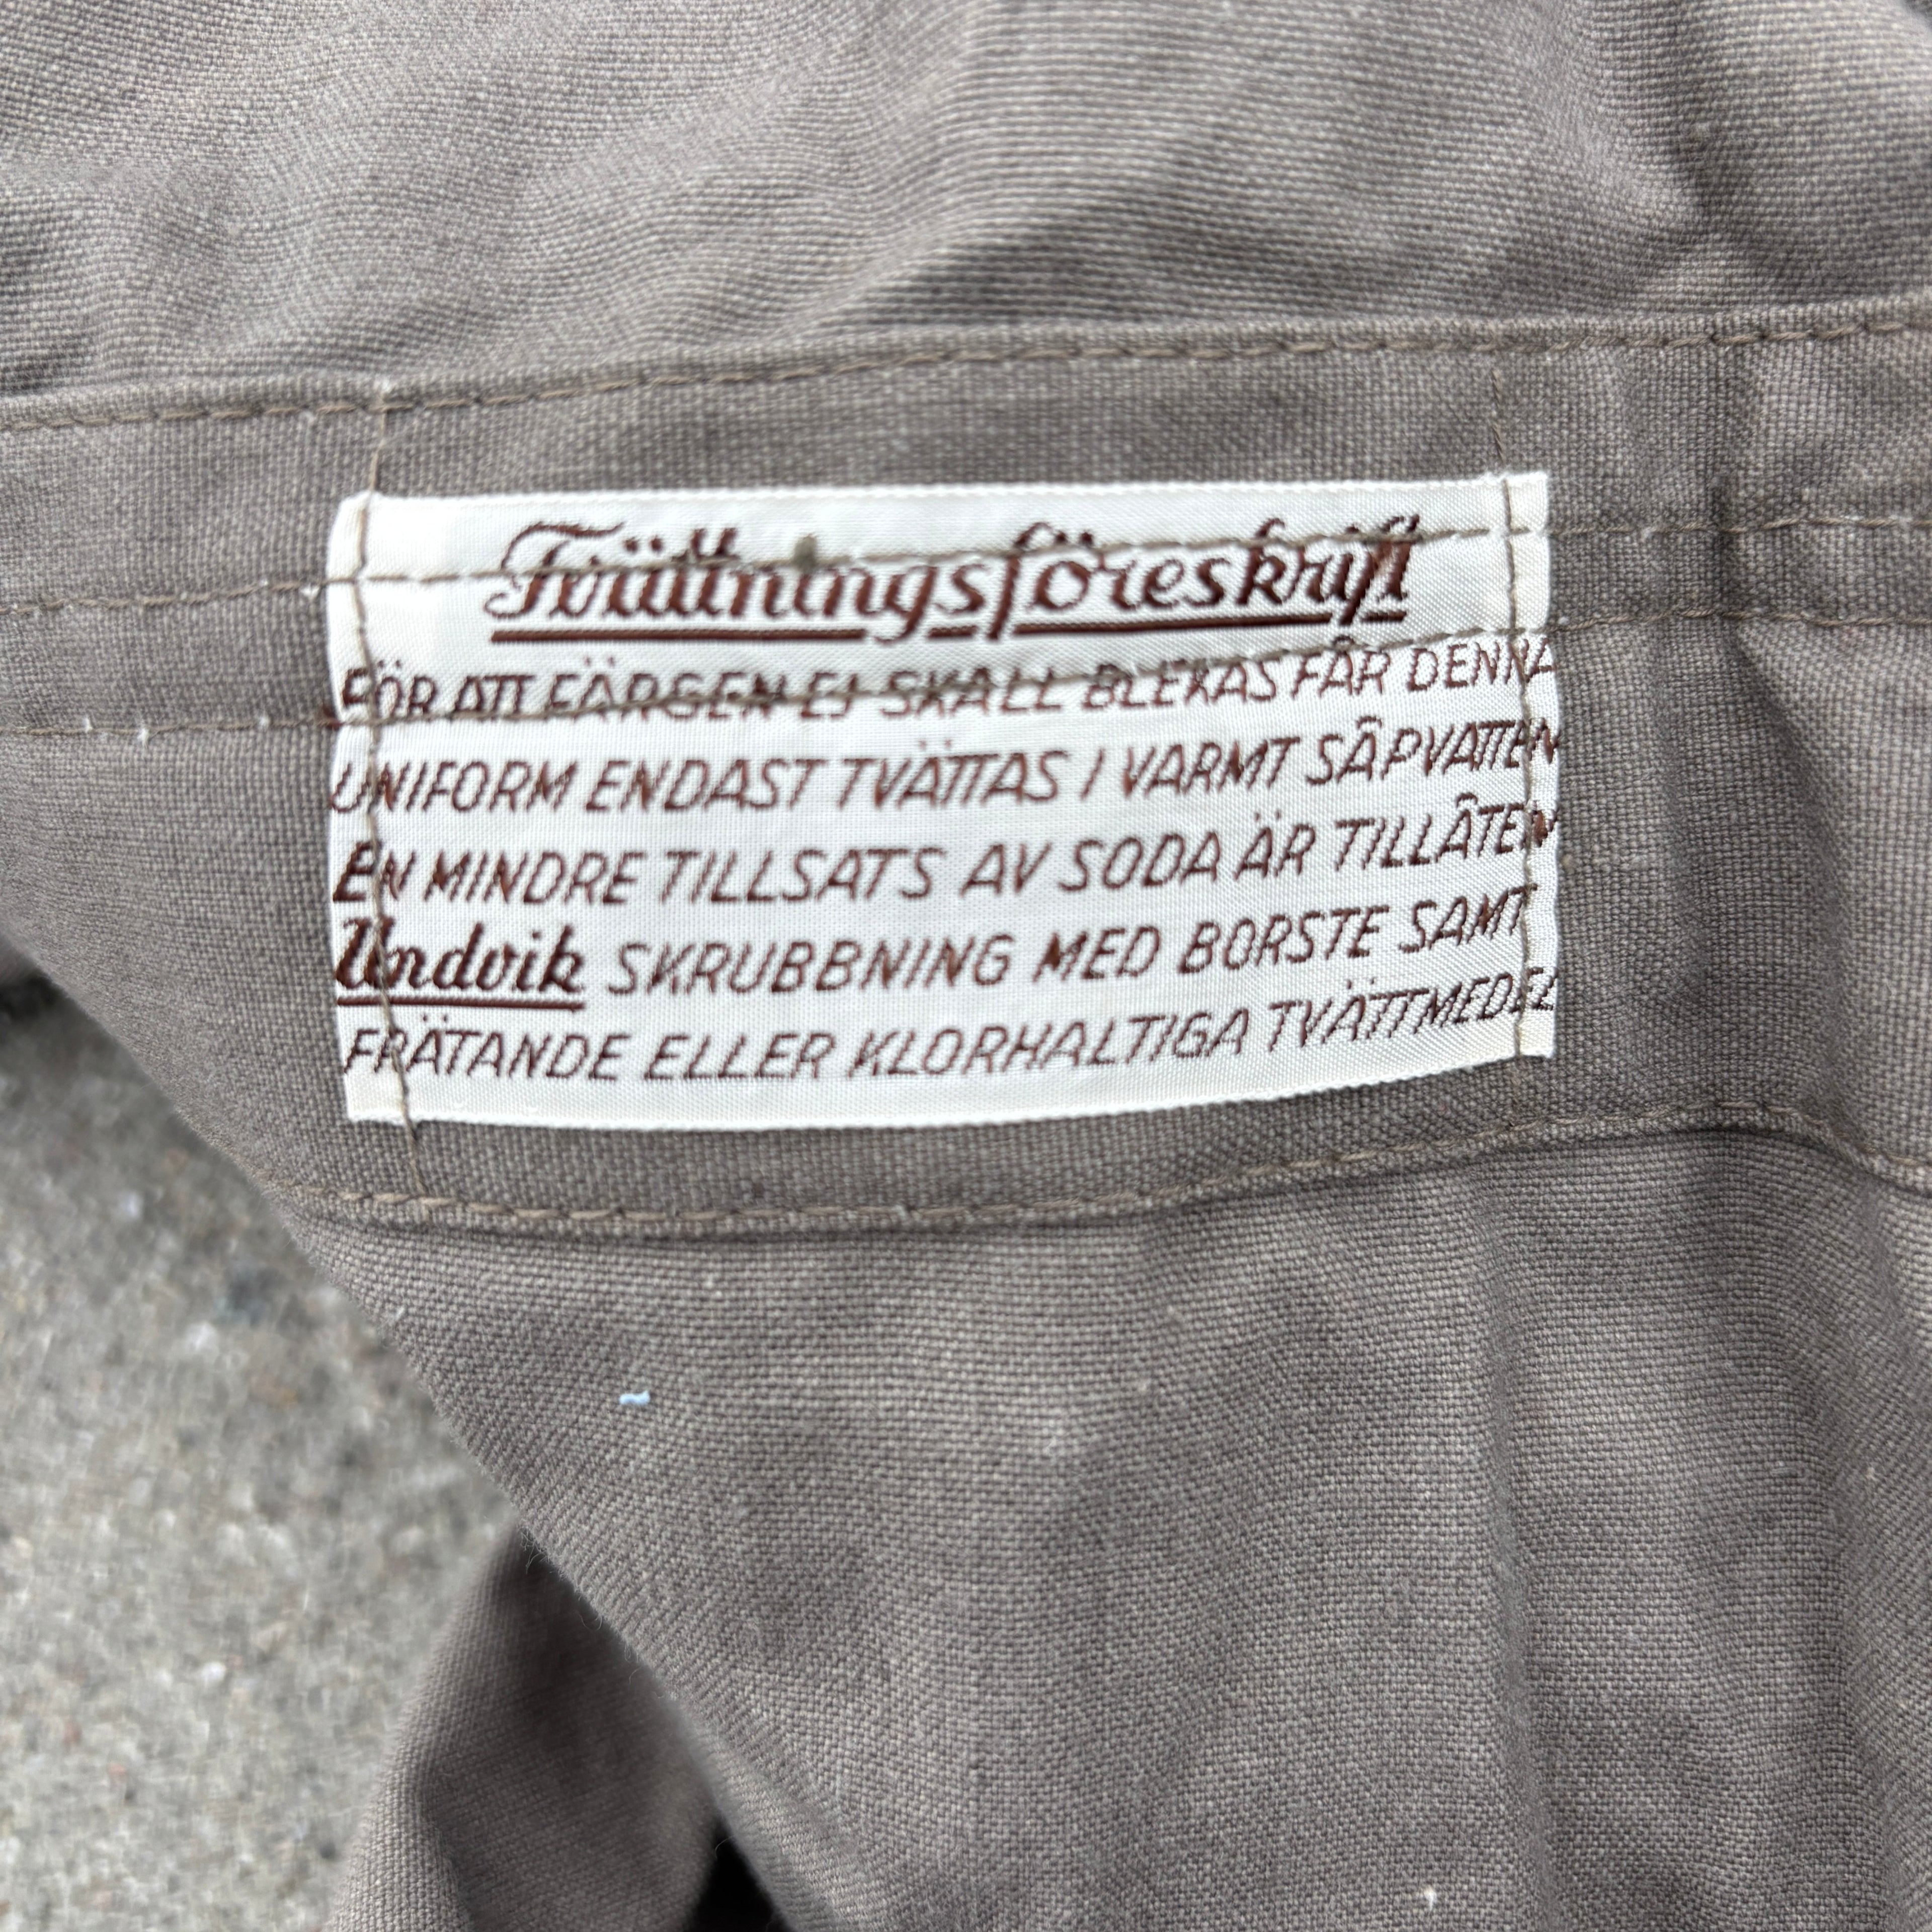 Tvättningsföreskrift
FÖR ATT FÄRGEN EJ SKALL BLEKAS FÅR DENNA
UNIFORM ENDAST TVÄTTAS I VARMT SÅPVATTEN
EN MINDRE TILLSATS AV SODA ÄR TILLÅTEN
Undvik SKRUBBNING MED BORSTE SAMT
FRÄTANDE ELLER KLORHALTIGA TVÄTTMEDEL